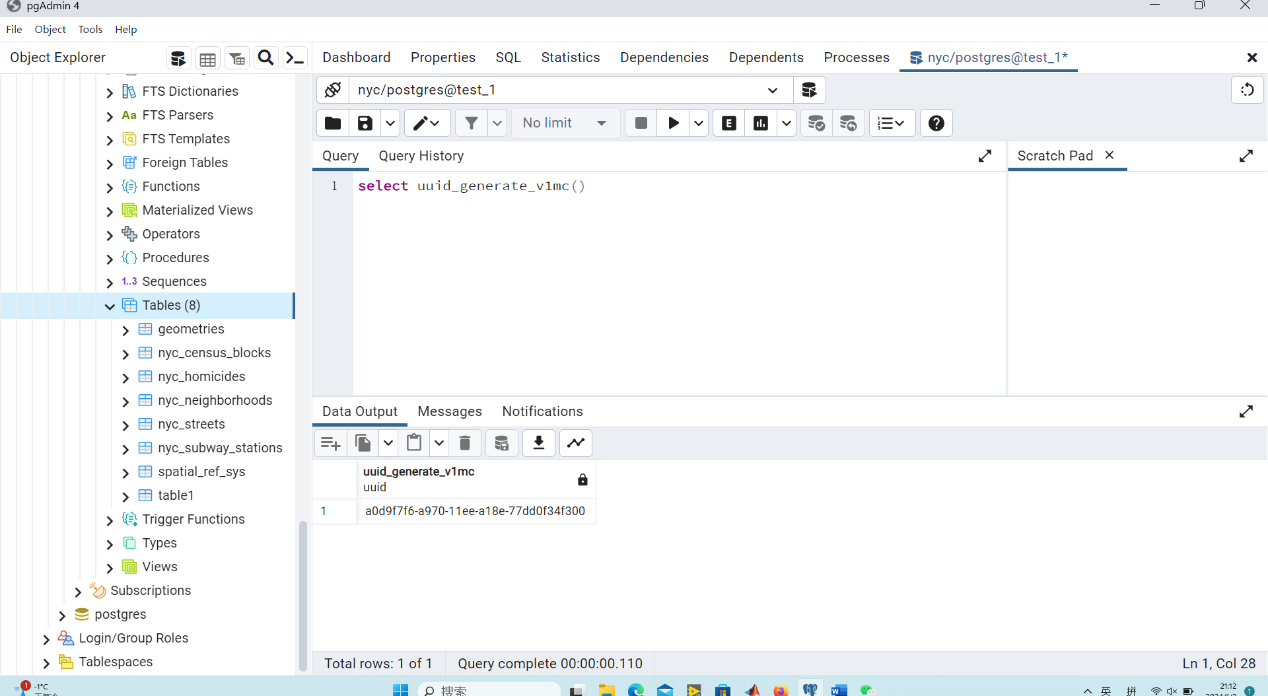 pgAdmin 4
File Object Tools Help
Object Explorer
Dashboard Properties SQL Statistics Dependencies Dependents Processes nyc/postgres@test_1*
FTS Dictionaries
Aa FTS Parsers
FTS Templates
Foreign Tables
Functions
Materialized Views
Operators
Procedures
1..3 Sequences
Tables (8)
geometries
nyc_census_blocks
nyc_homicides
nyc_neighborhoods
nyc_streets
nyc_subway_stations
spatial_ref_sys
table1
Trigger Functions
Types
Views
Subscriptions
postgres
Login/Group Roles
Tablespaces
nyc/postgres@test_1
No limit
E
Query Query History
Scratch Pad
1 select uuid_generate_v1mc()
Data Output Messages Notifications
uuid_generate_v1mc
uuid
1 a0d9f7f6-a970-11ee-a18e-77dd0f34f300
Total rows: 1 of 1 Query complete 00:00:00.110 Ln 1, Col 28
1 -1°C
搜索
英 拼 21:12
1